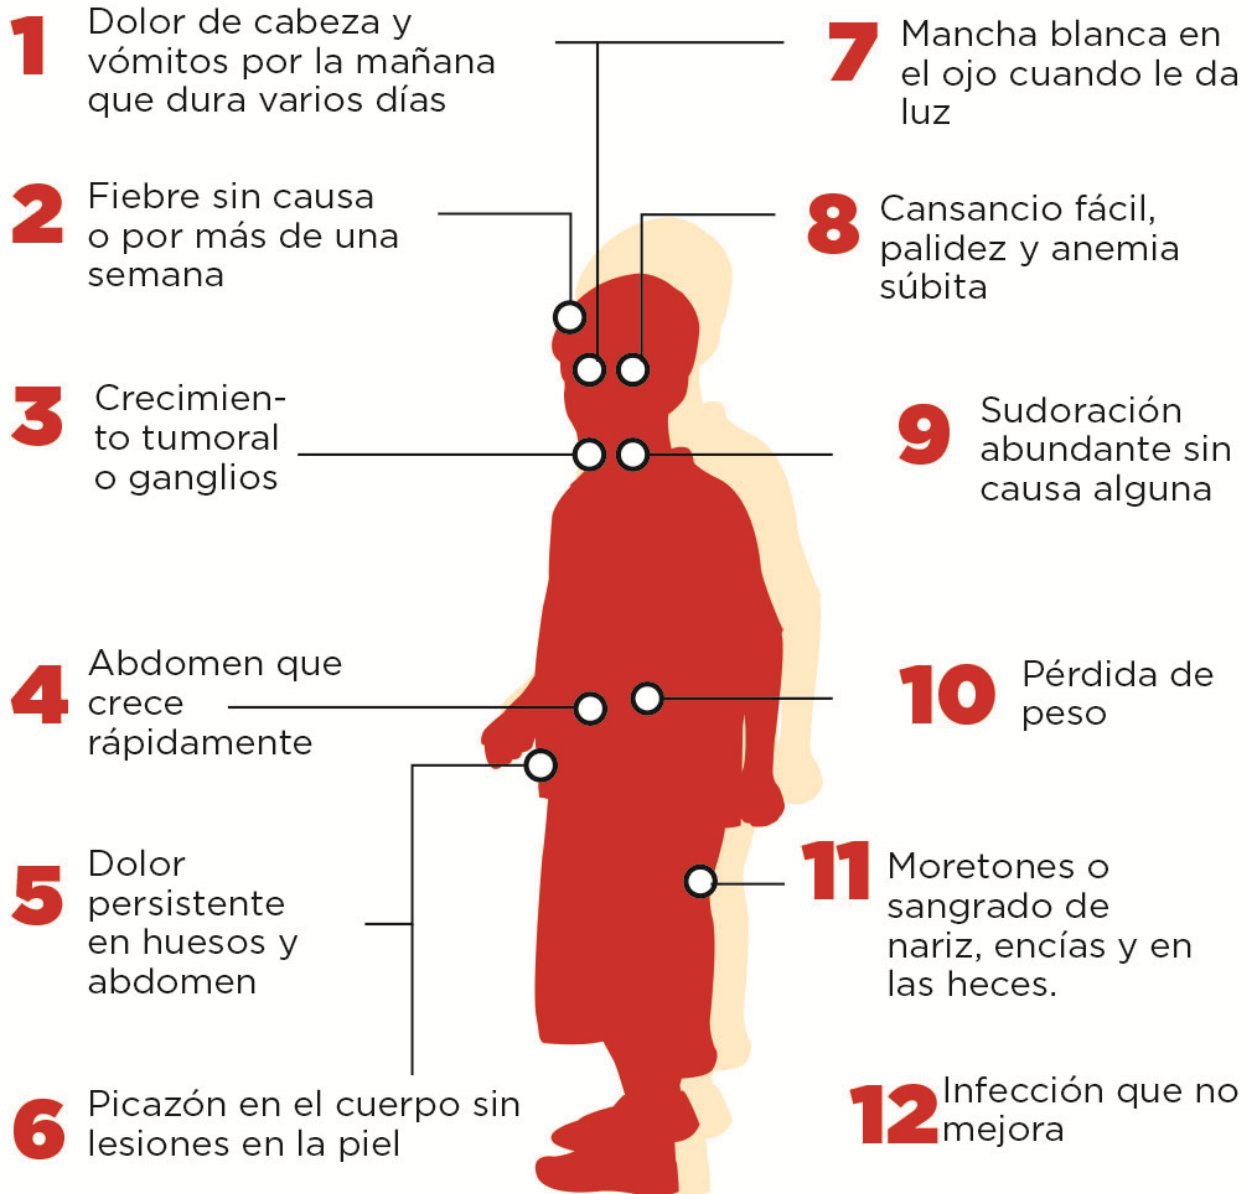 1
Dolor de cabeza y
vómitos por la mañana
que dura varios días
2
Fiebre sin causa
o por más de una
semana
3
Crecimien-
to tumoral
o ganglios
4
Abdomen que
crece
rápidamente
5
Dolor
persistente
en huesos y
abdomen
6
Picazón en el cuerpo sin
lesiones en la piel
7
Mancha blanca en
el ojo cuando le da
luz
8
Cansancio fácil,
palidez y anemia
súbita
9
Sudoración
abundante sin
causa alguna
10
Pérdida de
peso
11
Moretones o
sangrado de
nariz, encías y en
las heces.
12
Infección que no
mejora